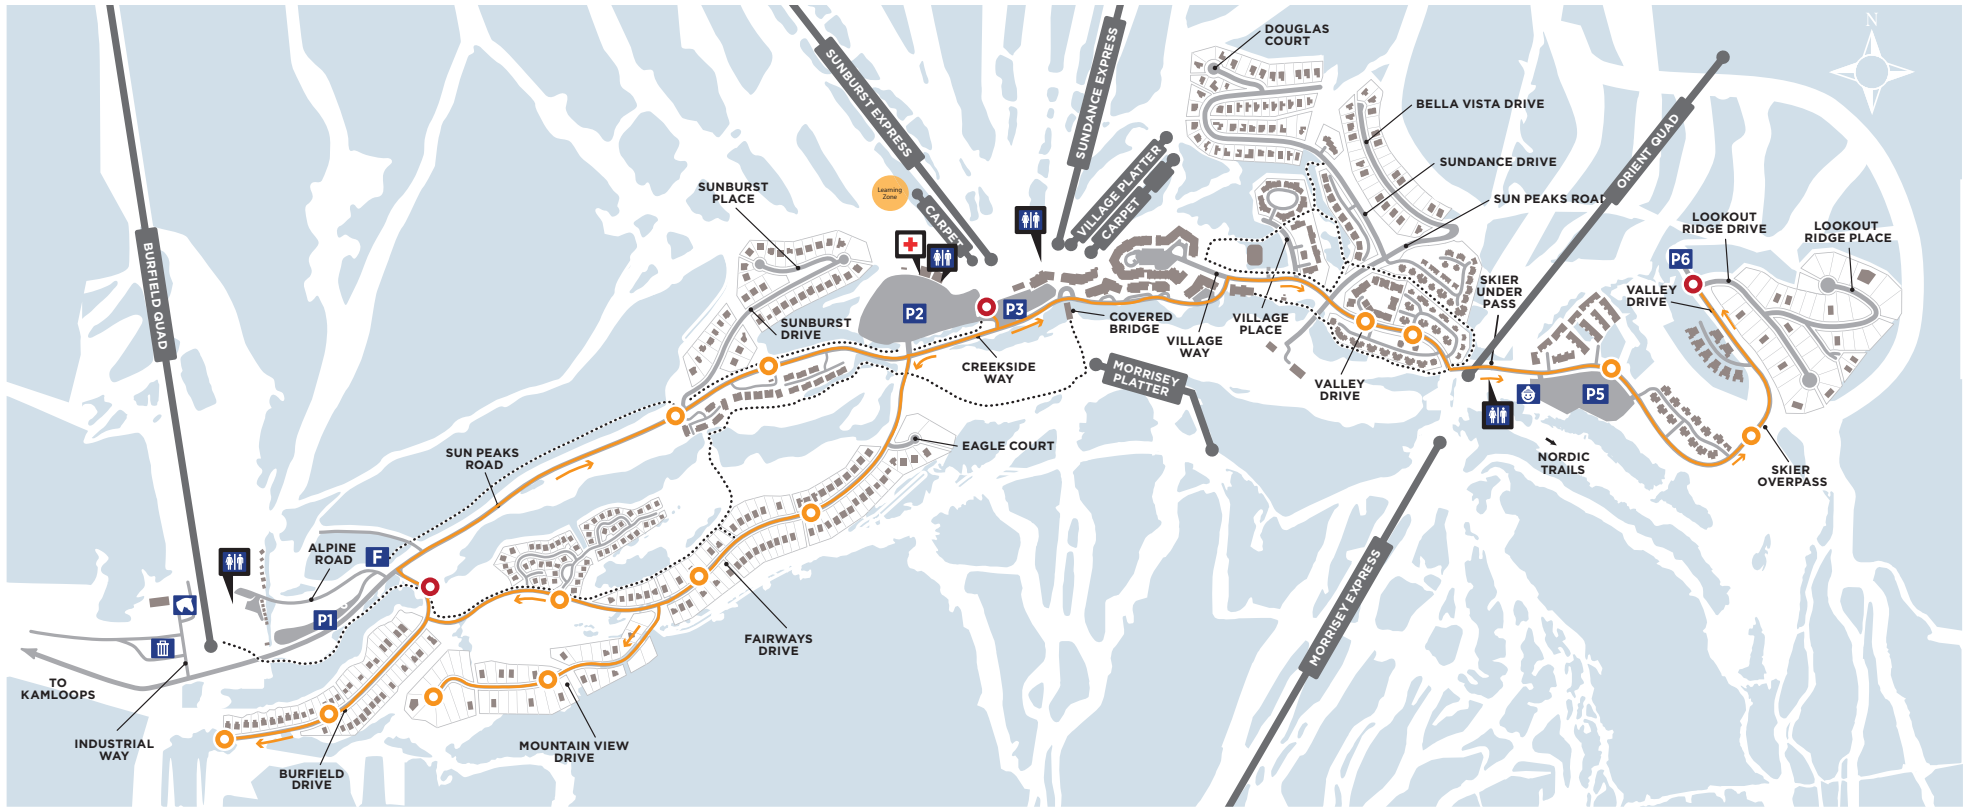 N
DOUGLAS
COURT
BELLA VISTA DRIVE
SUNDANCE DRIVE
SUN PEAKS ROAD
ORIENT QUAD
LOOKOUT
RIDGE DRIVE
LOOKOUT
RIDGE PLACE
P6
VALLEY
DRIVE
SKIER
UNDER
PASS
SUNBURST EXPRESS
SUNDANCE EXPRESS
VILLAGE PLATTER
CARPET
Learning
Zone
CARPET
SUNBURST
PLACE
BURFIELD QUAD
P2
P3
SUNBURST
DRIVE
COVERED
BRIDGE
VILLAGE
PLACE
VILLAGE
WAY
CREEKSIDE
WAY
MORRISEY
PLATTER
VALLEY
DRIVE
P5
EAGLE COURT
NORDIC
TRAILS
SKIER
OVERPASS
SUN PEAKS
ROAD
ALPINE
ROAD
F
P1
MORRISEY EXPRESS
FAIRWAYS
DRIVE
TO
KAMLOOPS
INDUSTRIAL
WAY
BURFIELD
DRIVE
MOUNTAIN VIEW
DRIVE